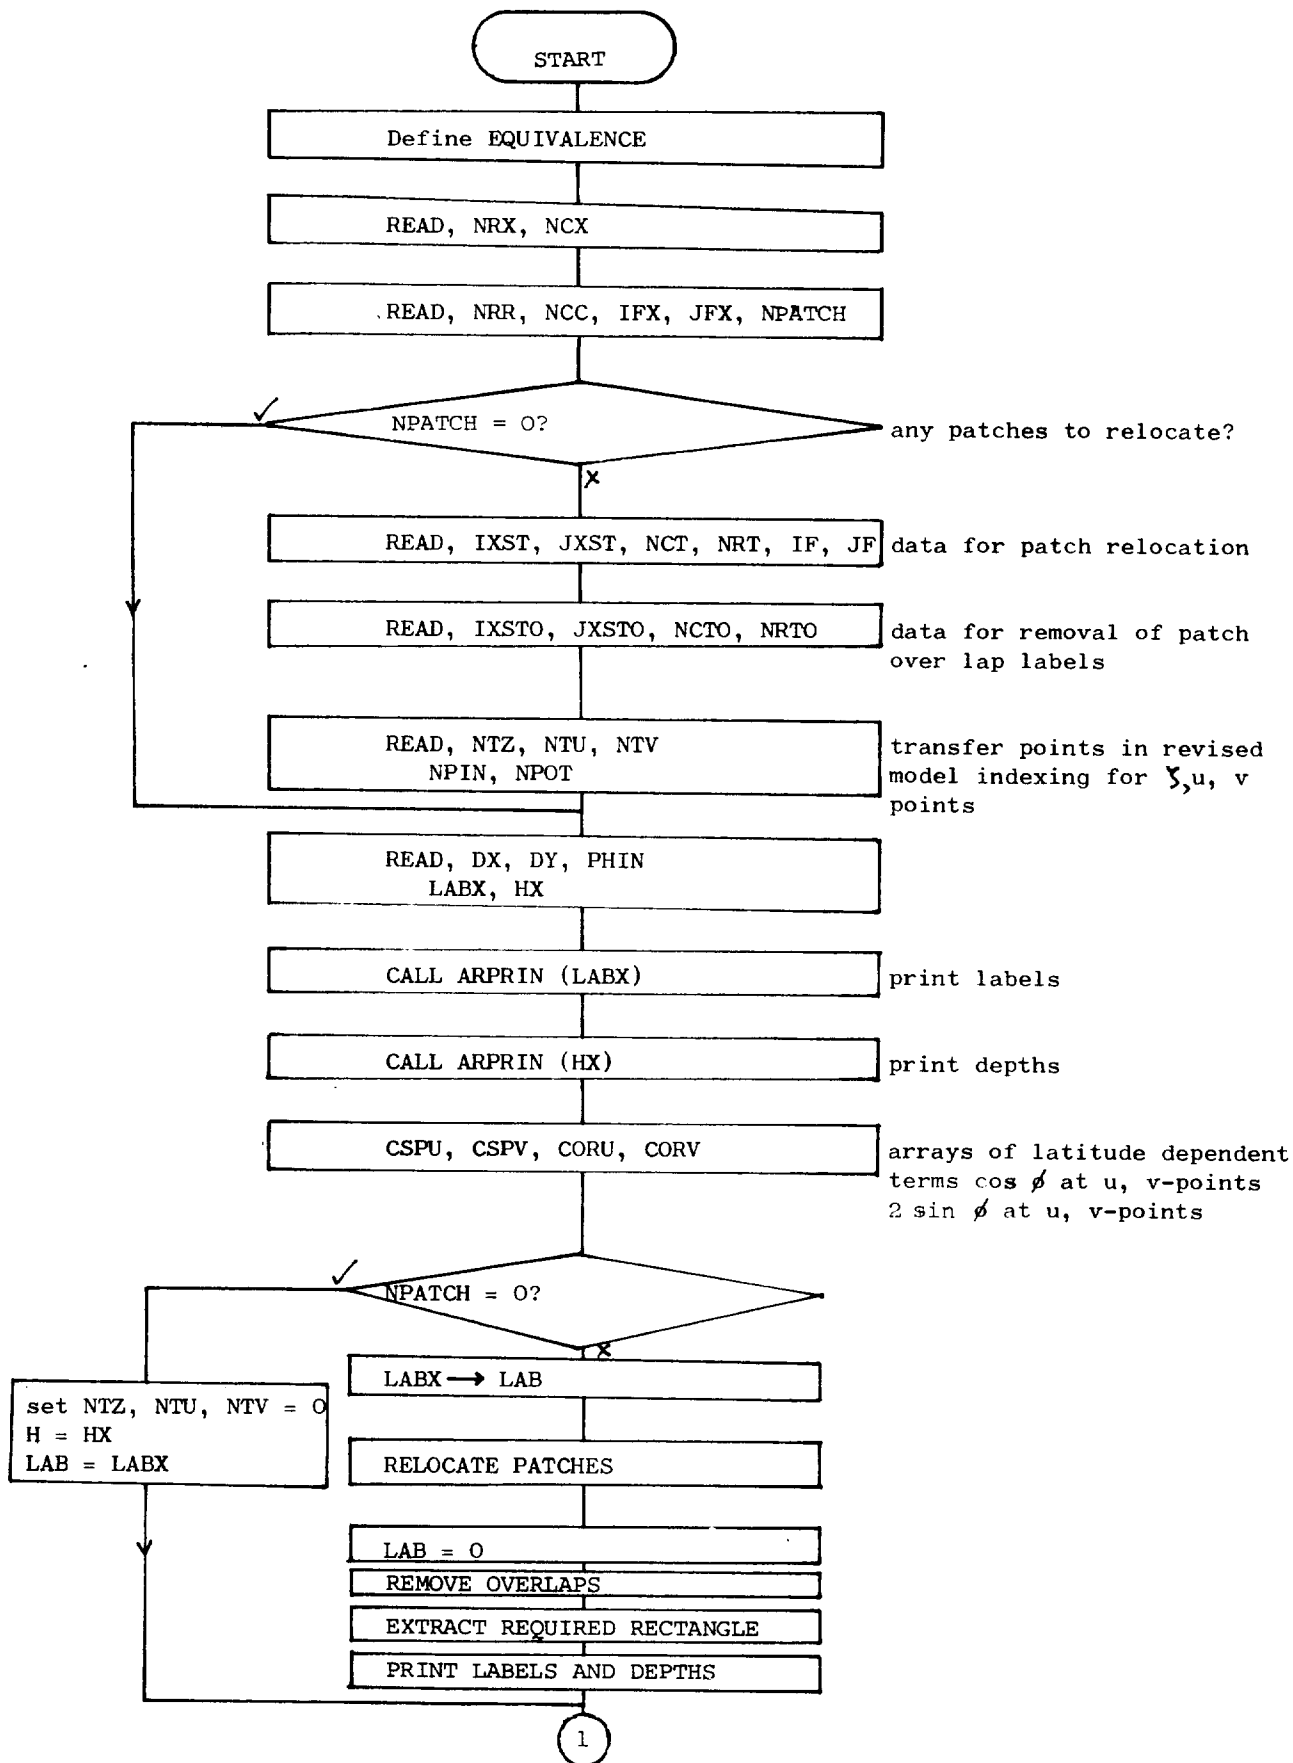 START
Define EQUIVALENCE
READ, NRX, NCX
READ, NRR, NCC, IFX, JFX, NPATCH
✓
NPATCH = O?
any patches to relocate?
x
READ, IXST, JXST, NCT, NRT, IF, JF
data for patch relocation
READ, IXSTO, JXSTO, NCTO, NRTO
data for removal of patch
over lap labels
READ, NTZ, NTU, NTV
NPIN, NPOT
transfer points in revised
model indexing for ζ,u, v
points
READ, DX, DY, PHIN
LABX, HX
CALL ARPRIN (LABX)
print labels
CALL ARPRIN (HX)
print depths
CSPU, CSPV, CORU, CORV
arrays of latitude dependent
terms cos ϕ at u, v-points
2 sin ϕ at u, v-points
✓
NPATCH = O?
x
LABX → LAB
set NTZ, NTU, NTV = O
H = HX
LAB = LABX
RELOCATE PATCHES
LAB = O
REMOVE OVERLAPS
EXTRACT REQUIRED RECTANGLE
PRINT LABELS AND DEPTHS
1